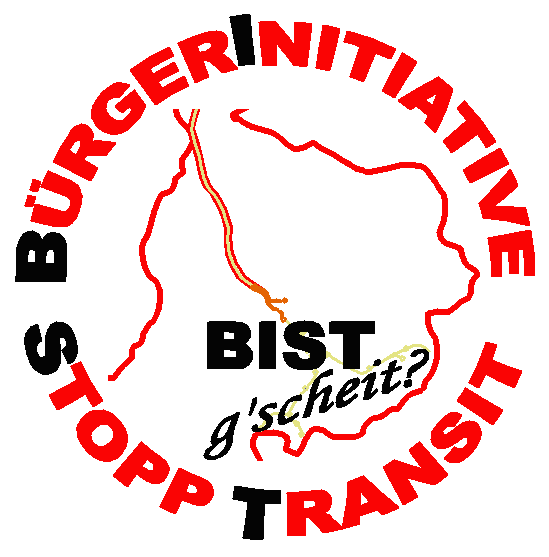 BÜRGERINITIATIVE
STOPP TRANSIT
BIST
g'scheit?